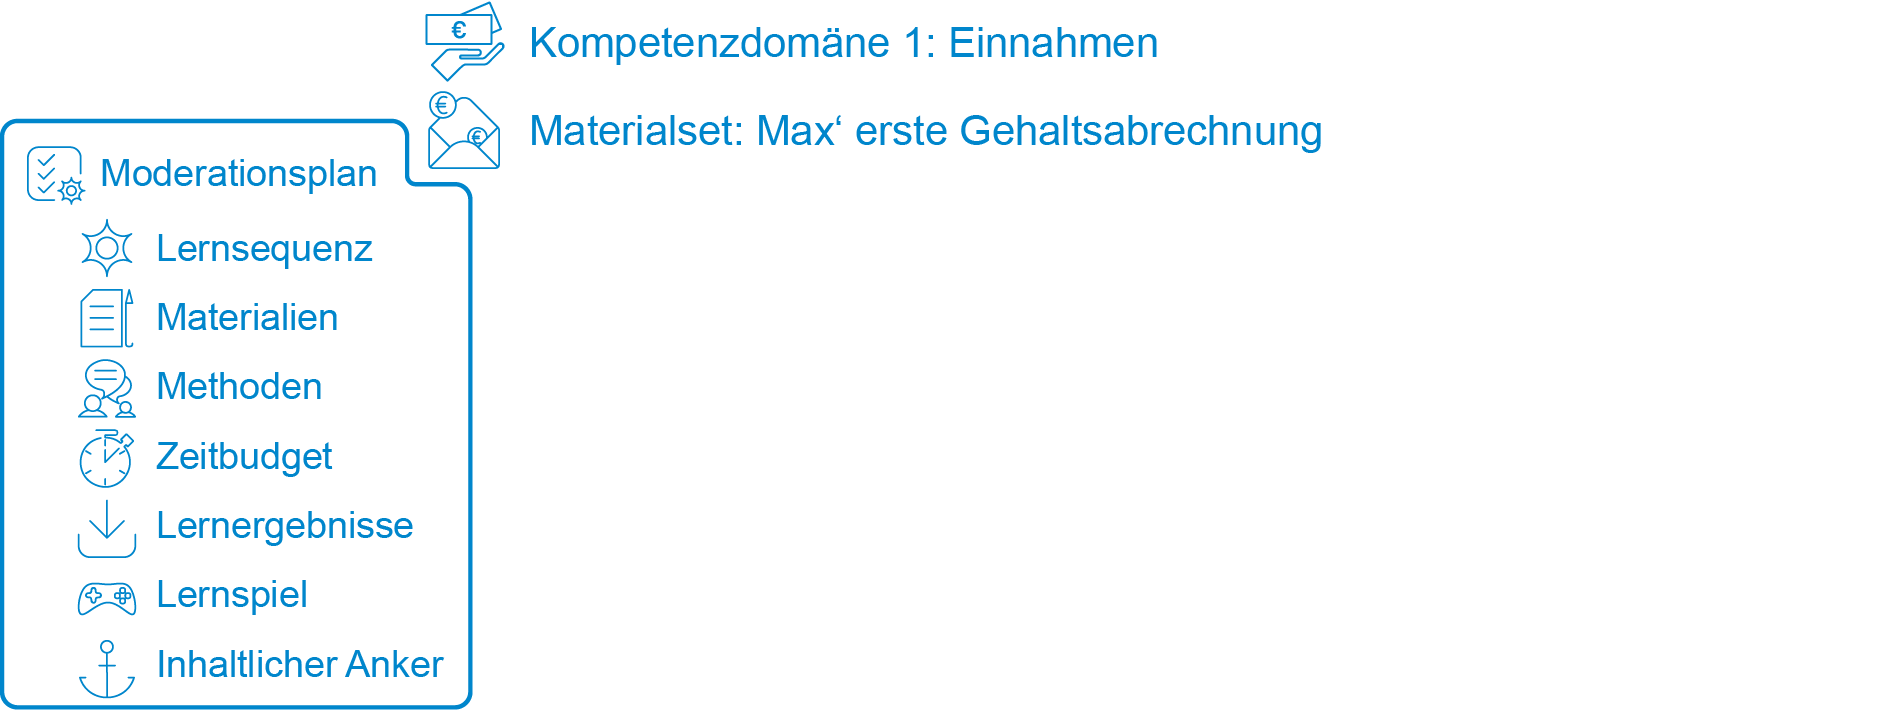 Kompetenzdomäne 1: Einnahmen
Materialset: Max‘ erste Gehaltsabrechnung
Moderationsplan
Lernsequenz
Materialien
Methoden
Zeitbudget
Lernergebnisse
Lernspiel
Inhaltlicher Anker